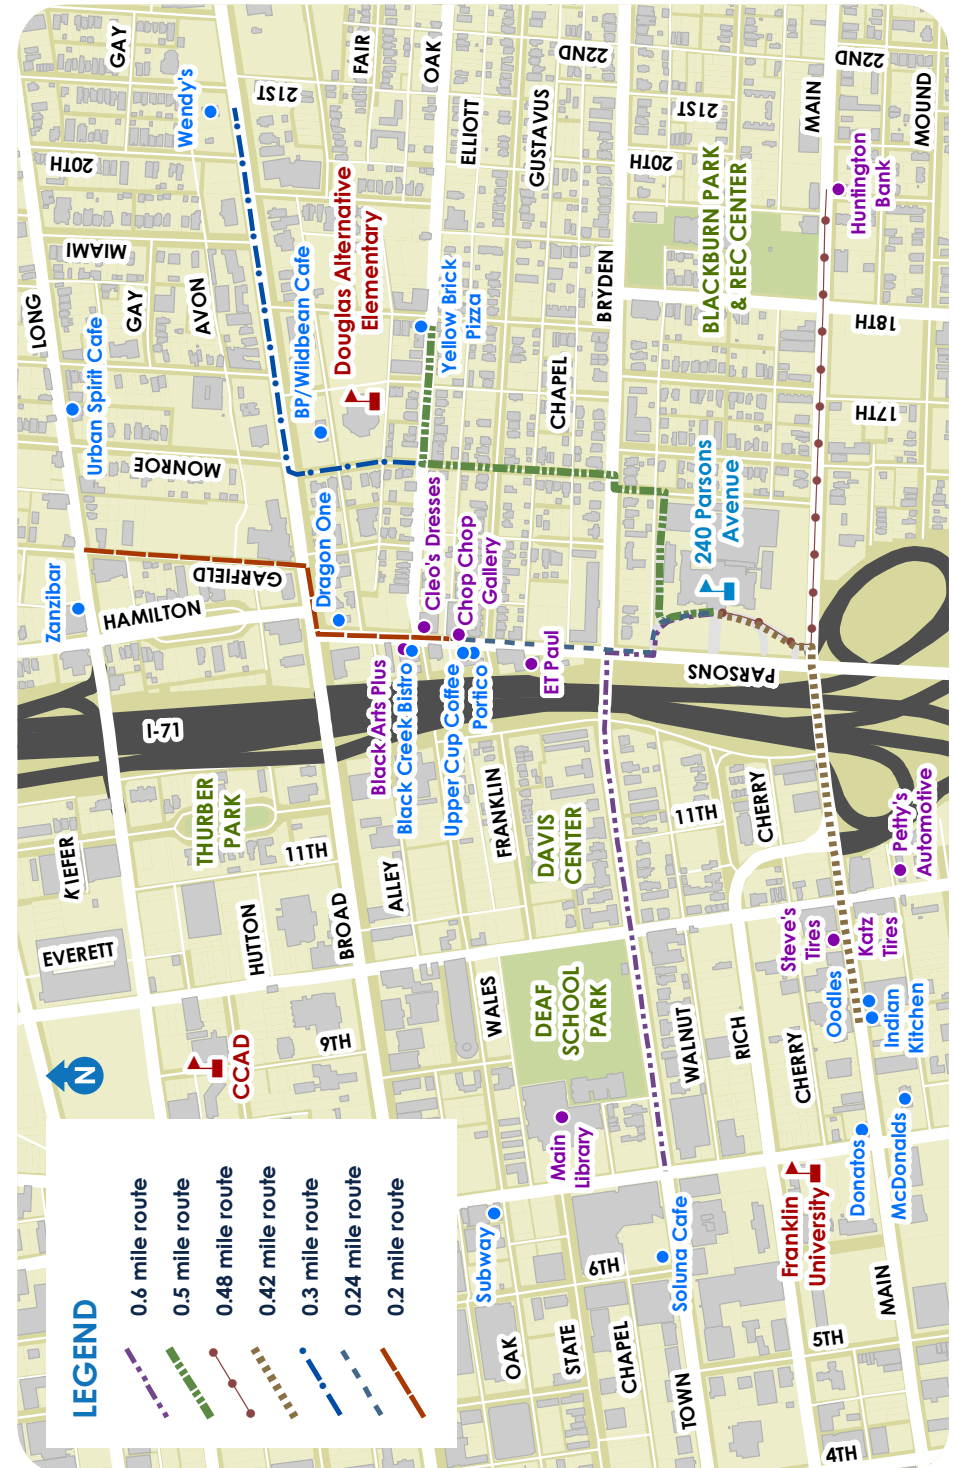 LEGEND
0.6 mile route
0.5 mile route
0.48 mile route
0.42 mile route
0.3 mile route
0.24 mile route
0.2 mile route
N
KIEFER
EVERETT
THURBER
PARK
11TH
HUTTON
BROAD
9TH
CCAD
ALLEY
FRANKLIN
WALES
DAVIS
CENTER
DEAF
SCHOOL
PARK
Main
Library
Subway
OAK
STATE
CHAPEL
6TH
TOWN
Soluna Cafe
WALNUT
RICH
CHERRY
11TH
CHERRY
Franklin
University
5TH
4TH
MAIN
Donatos
McDonalds
Oodles
Indian
Kitchen
Steve's
Tires
Katz
Tires
Petty's
Automotive
I-71
LONG
Zanzibar
HAMILTON
GARFIELD
Urban Spirit Cafe
MONROE
GAY
AVON
MIAMI
20TH
GAY
Wendy's
21ST
FAIR
OAK
ELLIOTT
GUSTAVUS
22ND
BP/Wildbean Cafe
Douglas Alternative
Elementary
Yellow Brick
Pizza
Dragon One
Cleo's Dresses
Chop Chop
Gallery
Black Arts Plus
Black Creek Bistro
Upper Cup Coffee
Portico
ET Paul
PARSONS
CHAPEL
BRYDEN
240 Parsons
Avenue
20TH
21ST
BLACKBURN PARK
& REC CENTER
MAIN
22ND
MOUND
Huntington
Bank
18TH
17TH